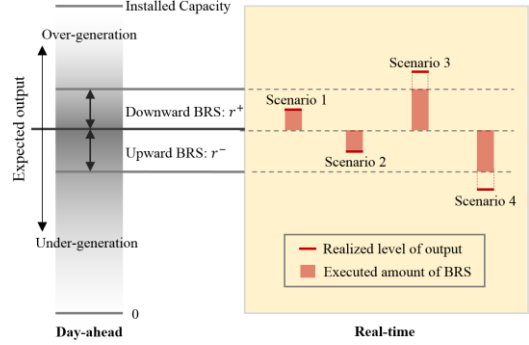 Installed Capacity
Over-generation
Expected output
Downward BRS: r⁺
Upward BRS: r⁻
Under-generation
0
Day-ahead
Scenario 1
Scenario 2
Scenario 3
Scenario 4
Realized level of output
Executed amount of BRS
Real-time